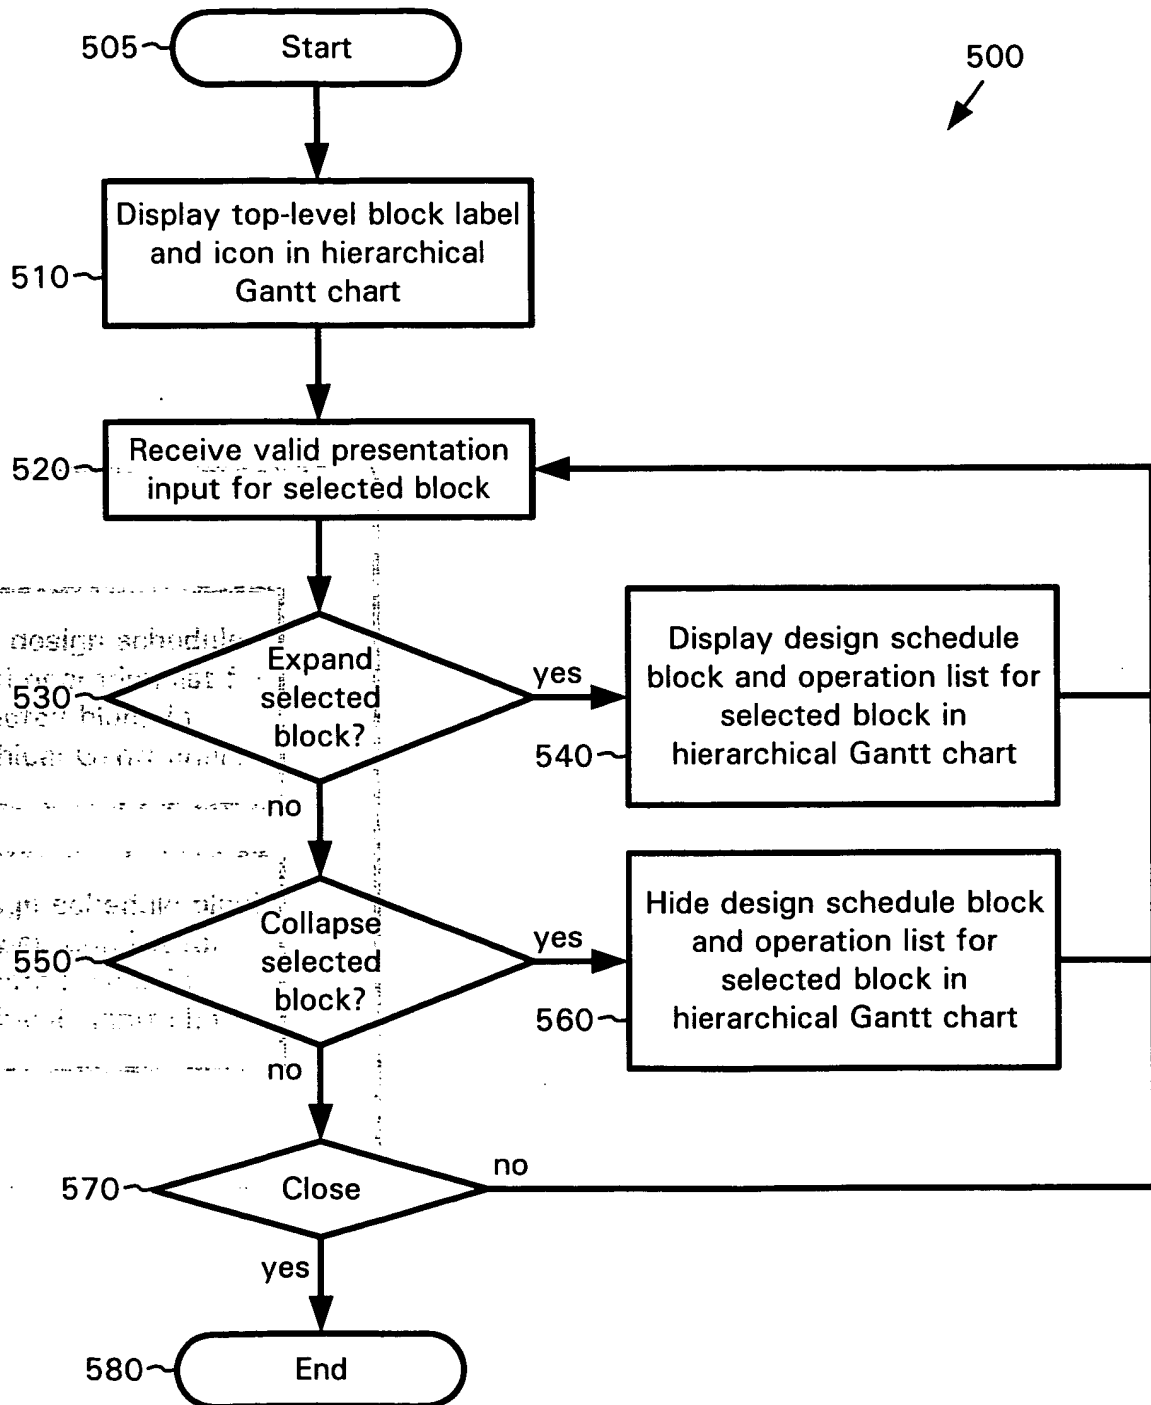 505
Start
500
Display top-level block label
and icon in hierarchical
Gantt chart
510
Receive valid presentation
input for selected block
520
Expand
selected
block?
530
yes
no
Display design schedule
block and operation list for
selected block in
hierarchical Gantt chart
540
Collapse
selected
block?
550
yes
no
Hide design schedule block
and operation list for
selected block in
hierarchical Gantt chart
560
Close
570
no
yes
End
580
design schedule